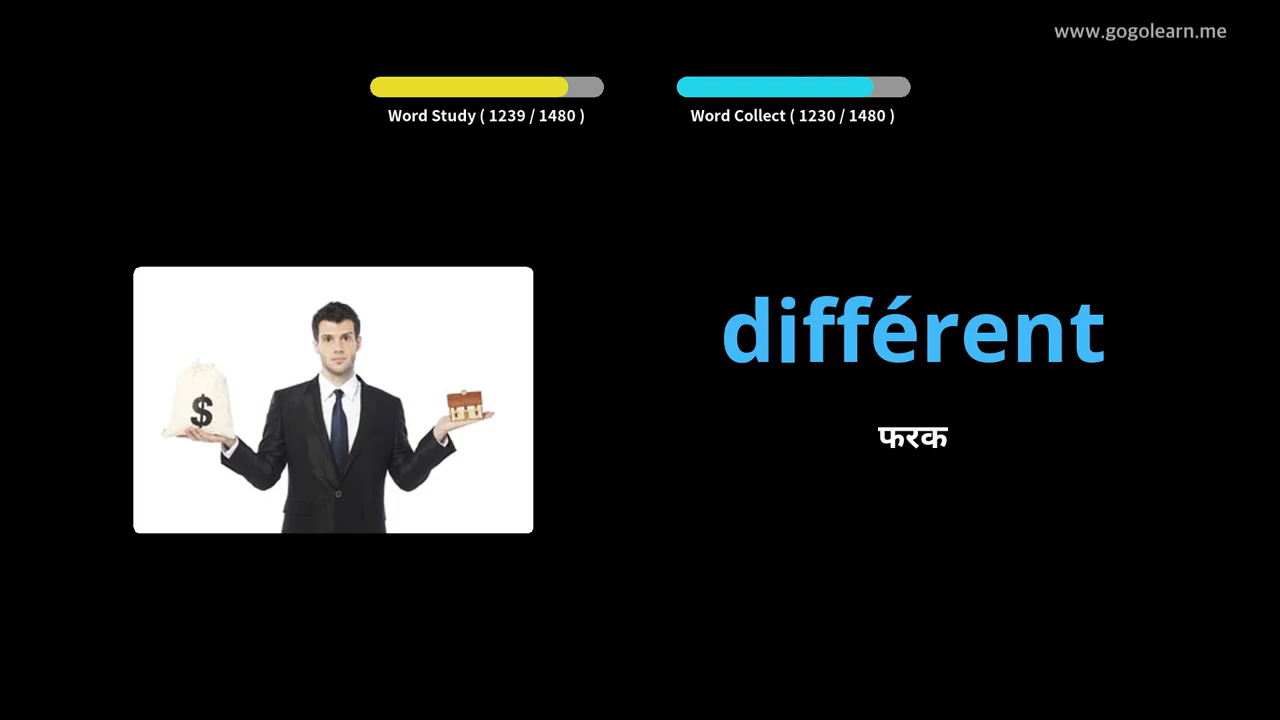 www.gogolearn.me
Word Study ( 1239 / 1480 )
Word Collect ( 1230 / 1480 )
$
différent
फरक